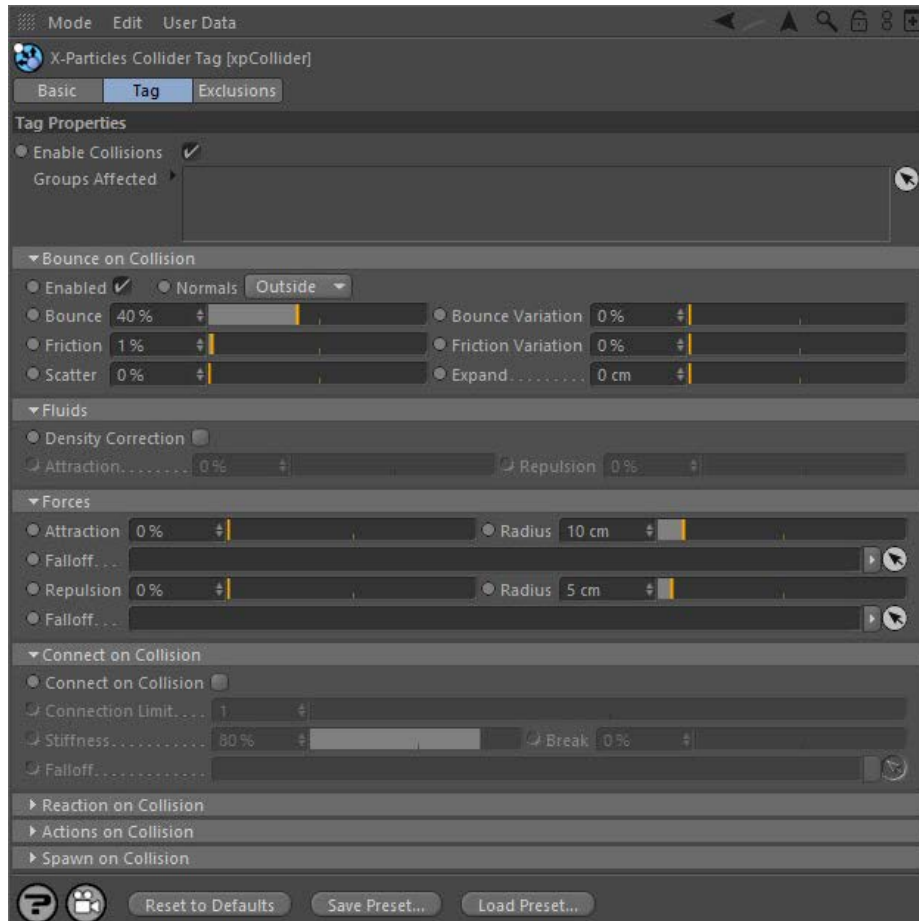 Mode Edit User Data
X-Particles Collider Tag [xpCollider]
Basic Tag Exclusions
Tag Properties
Enable Collisions
Groups Affected
Bounce on Collision
Enabled Normals Outside
Bounce 40 % Bounce Variation 0 %
Friction 1 % Friction Variation 0 %
Scatter 0 % Expand......... 0 cm
Fluids
Density Correction
Attraction....... 0 % Repulsion 0 %
Forces
Attraction 0 % Radius 10 cm
Falloff...
Repulsion 0 % Radius 5 cm
Falloff...
Connect on Collision
Connect on Collision
Connection Limit.... 1
Stiffness........... 80 % Break 0 %
Falloff..............
Reaction on Collision
Actions on Collision
Spawn on Collision
? Reset to Defaults Save Preset... Load Preset...